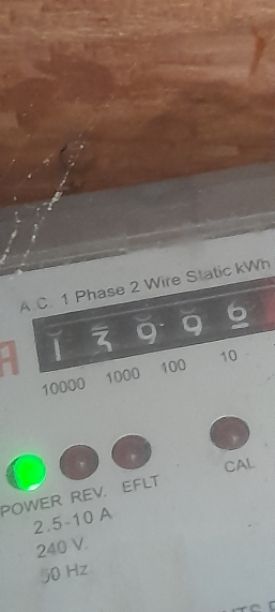 A.C. 1 Phase 2 Wire Static kWh
1 3 9 9 6
10000 1000 100 10
POWER REV. EFLT CAL
2.5-10 A
240 V.
50 Hz